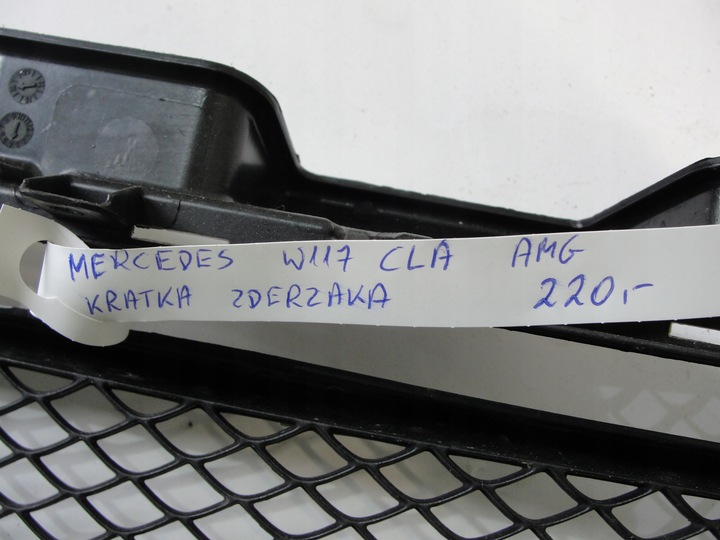 MERCEDES W117 CLA AMG
KRATKA ZDERZAKA 220,-